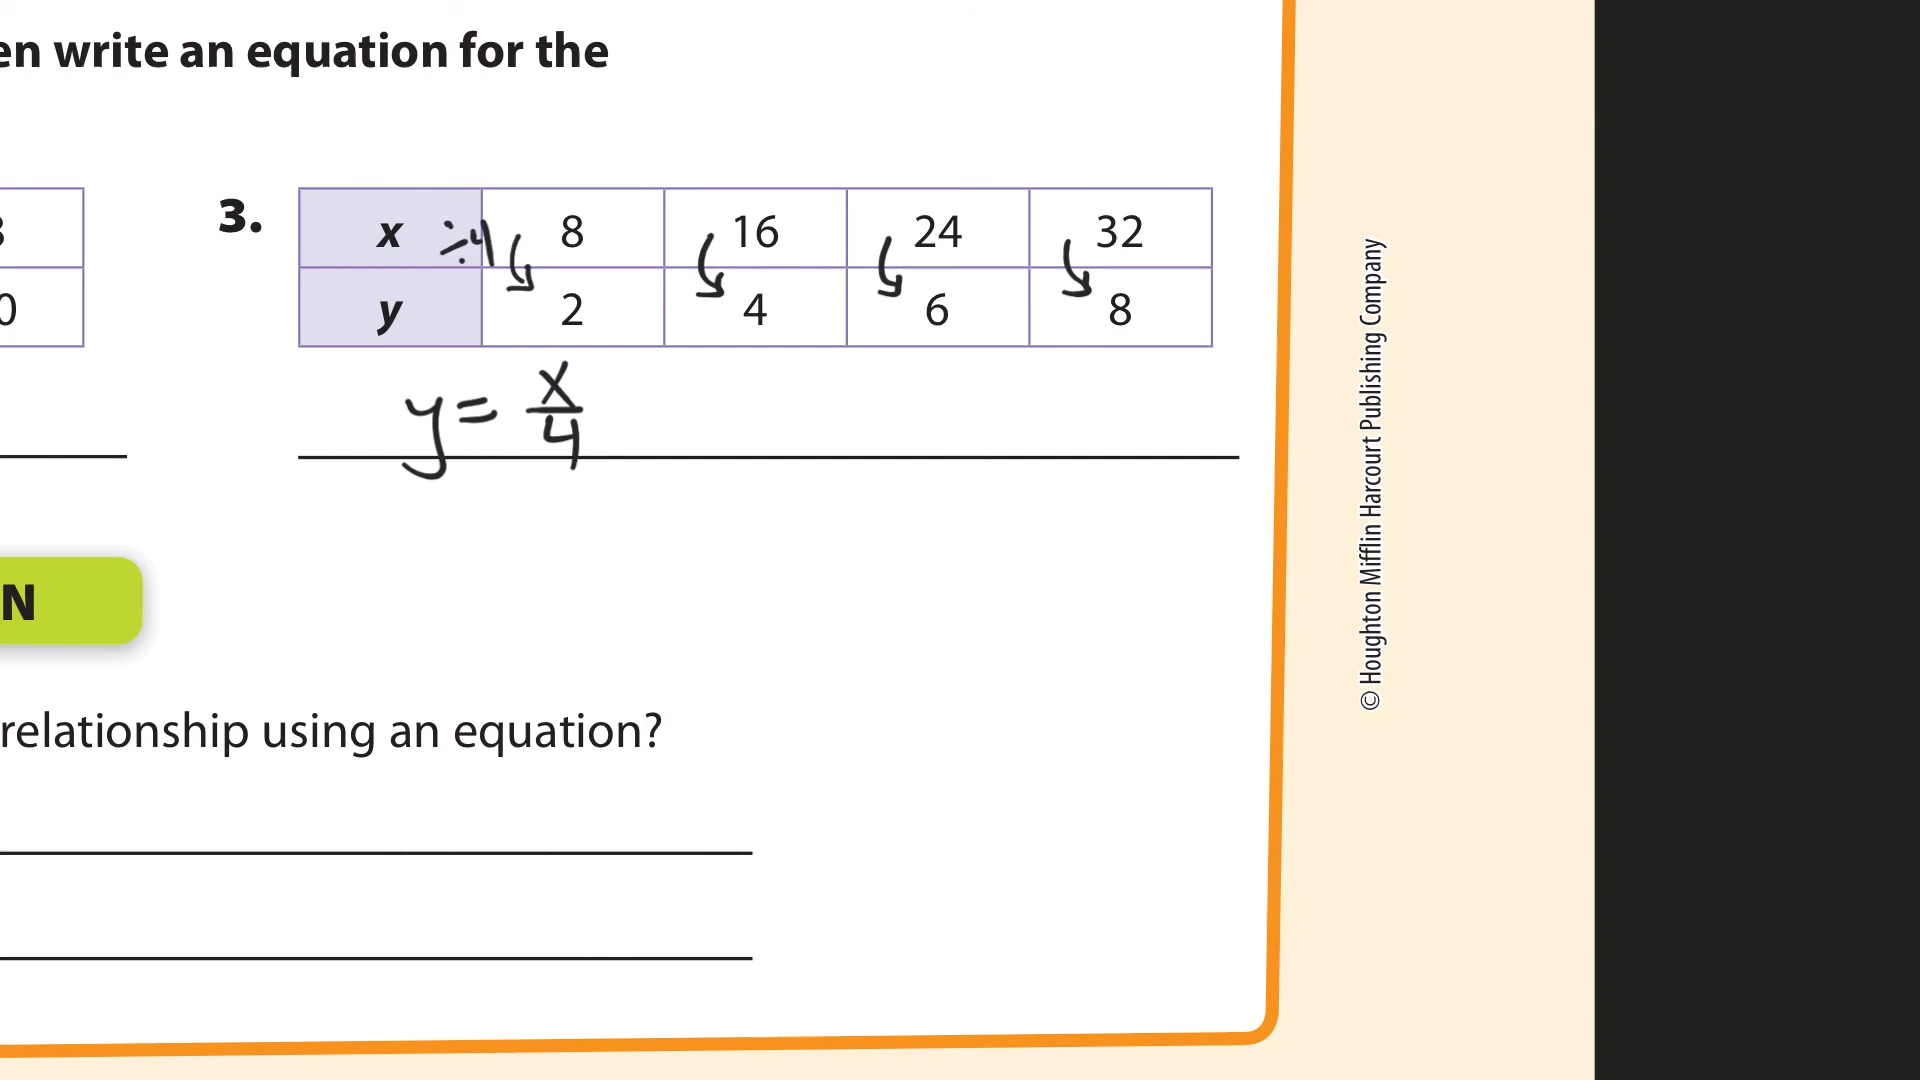 en write an equation for the
3.
x ÷4 8 16 24 32
y 2 4 6 8
0
y = x/4
N
relationship using an equation?
© Houghton Mifflin Harcourt Publishing Company